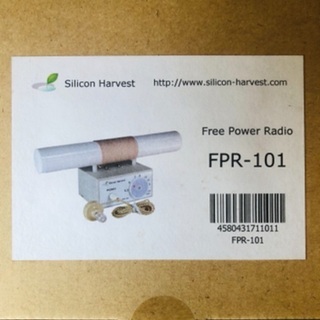 Silicon Harvest http://www.silicon-harvest.com
Free Power Radio
FPR-101
4580431711011
FPR-101